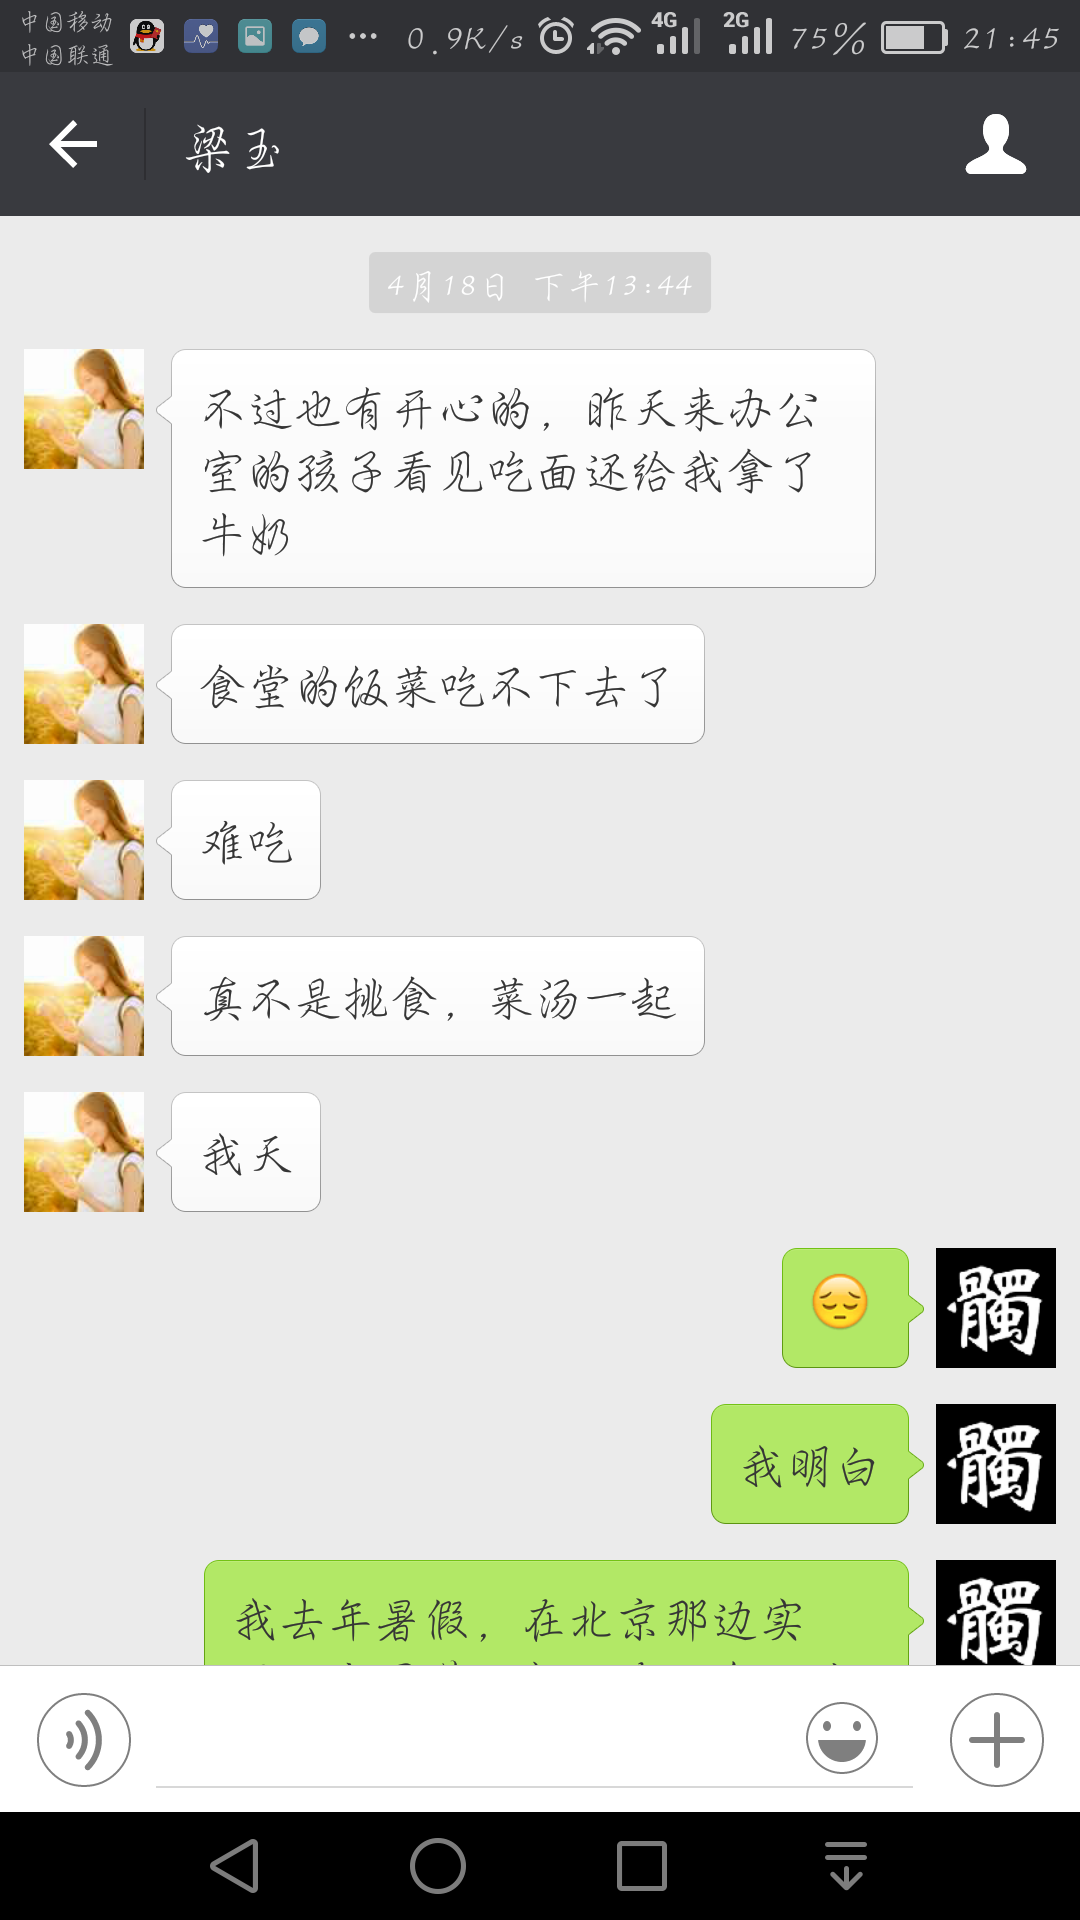 中国移动
中国联通
0.9K/s
4G
2G
75%
21:45
梁玉
4月18日 下午13:44
不过也有开心的，昨天来办公
室的孩子看见吃面还给我拿了
牛奶
食堂的饭菜吃不下去了
难吃
真不是挑食，菜汤一起
我天
髑
我明白
髑
我去年暑假，在北京那边实
髑